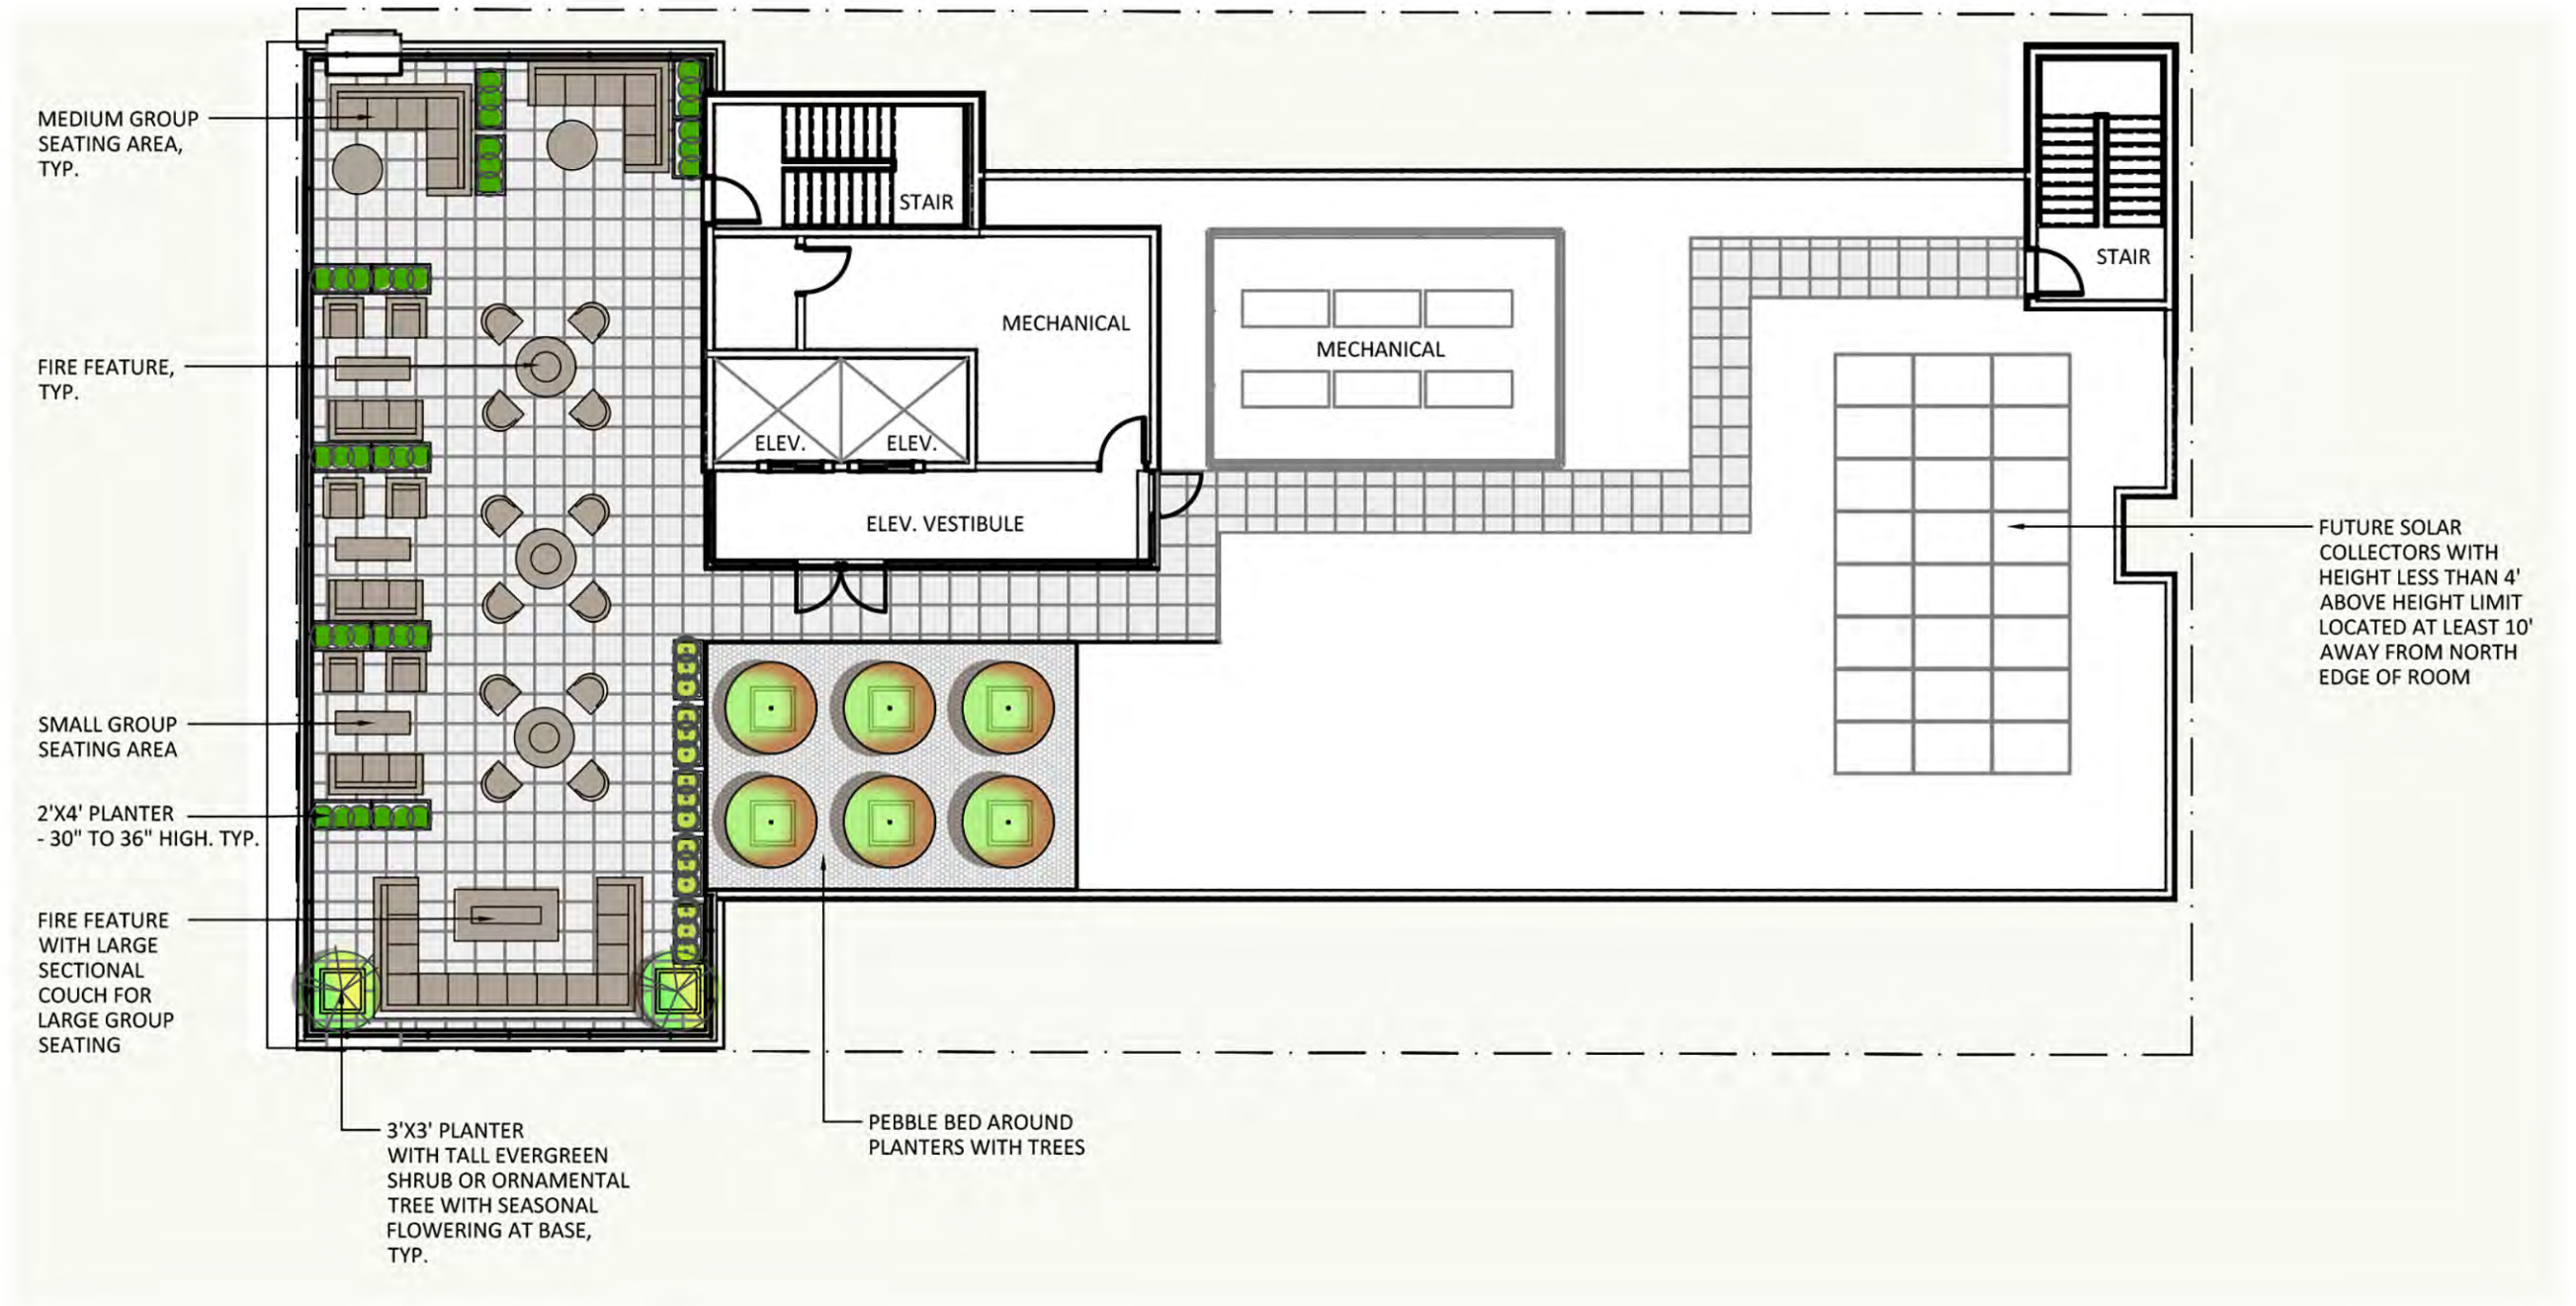 MEDIUM GROUP
SEATING AREA,
TYP.
FIRE FEATURE,
TYP.
SMALL GROUP
SEATING AREA
2'X4' PLANTER
- 30" TO 36" HIGH. TYP.
FIRE FEATURE
WITH LARGE
SECTIONAL
COUCH FOR
LARGE GROUP
SEATING
3'X3' PLANTER
WITH TALL EVERGREEN
SHRUB OR ORNAMENTAL
TREE WITH SEASONAL
FLOWERING AT BASE,
TYP.
PEBBLE BED AROUND
PLANTERS WITH TREES
STAIR
MECHANICAL
ELEV.
ELEV.
ELEV. VESTIBULE
MECHANICAL
STAIR
FUTURE SOLAR
COLLECTORS WITH
HEIGHT LESS THAN 4'
ABOVE HEIGHT LIMIT
LOCATED AT LEAST 10'
AWAY FROM NORTH
EDGE OF ROOM